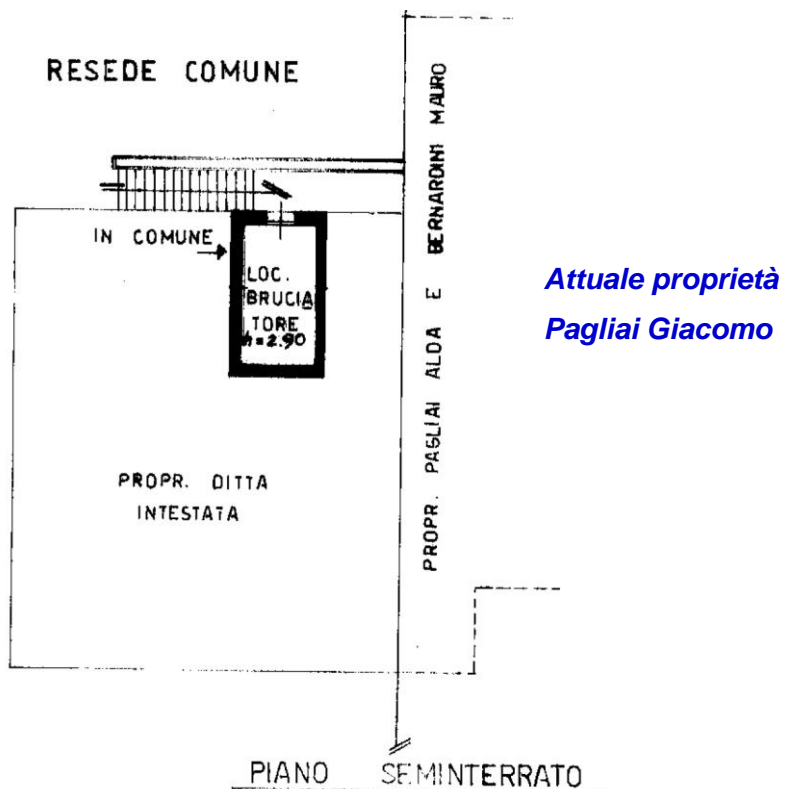 RESEDE COMUNE
IN COMUNE
LOC.
BRUCIA
TORE
h=2.90
PROPR. DITTA
INTESTATA
PROPR. PAGLIAI ALDA E BERNARDINI MAURO
Attuale proprietà
Pagliai Giacomo
PIANO SEMINTERRATO